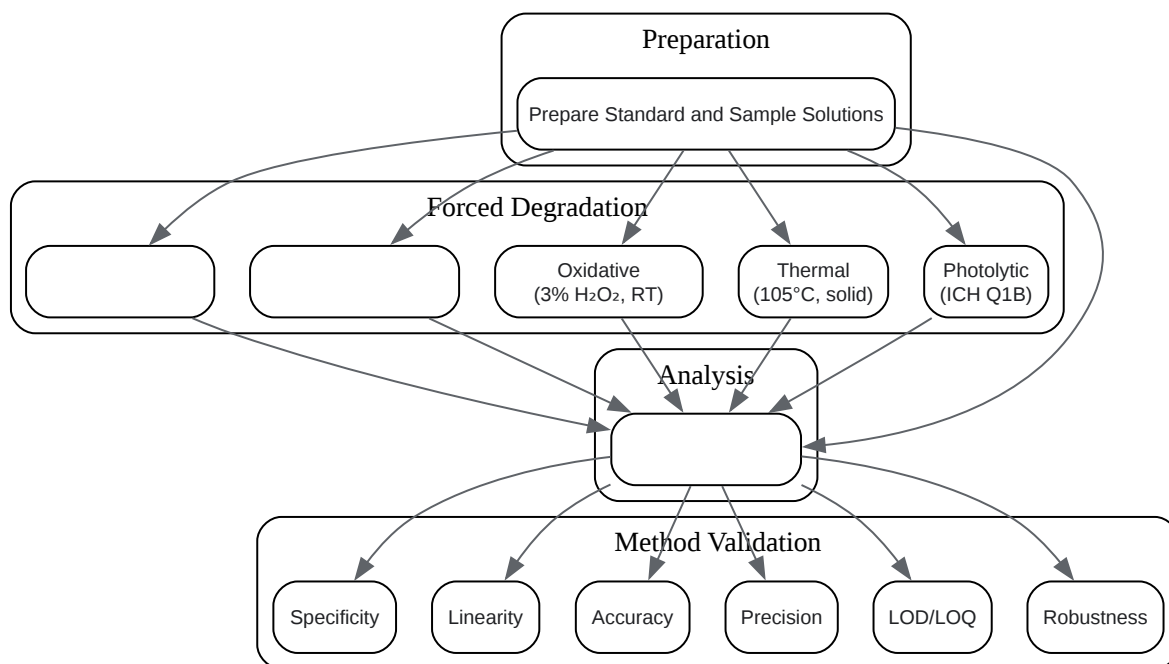 Preparation
Prepare Standard and Sample Solutions
Forced Degradation
Oxidative
(3% H₂O₂, RT)
Thermal
(105°C, solid)
Photolytic
(ICH Q1B)
Analysis
Method Validation
Specificity
Linearity
Accuracy
Precision
LOD/LOQ
Robustness